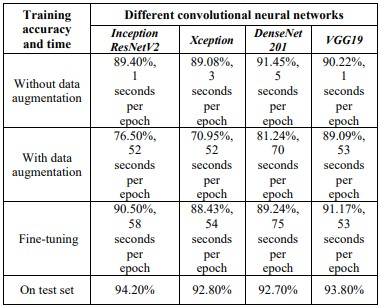 Training accuracy and time
Different convolutional neural networks
Inception ResNetV2
Xception
DenseNet 201
VGG19
Without data augmentation
89.40%, 1 seconds per epoch
89.08%, 3 seconds per epoch
91.45%, 5 seconds per epoch
90.22%, 1 seconds per epoch
With data augmentation
76.50%, 52 seconds per epoch
70.95%, 52 seconds per epoch
81.24%, 70 seconds per epoch
89.09%, 53 seconds per epoch
Fine-tuning
90.50%, 58 seconds per epoch
88.43%, 54 seconds per epoch
89.24%, 75 seconds per epoch
91.17%, 53 seconds per epoch
On test set
94.20%
92.80%
92.70%
93.80%